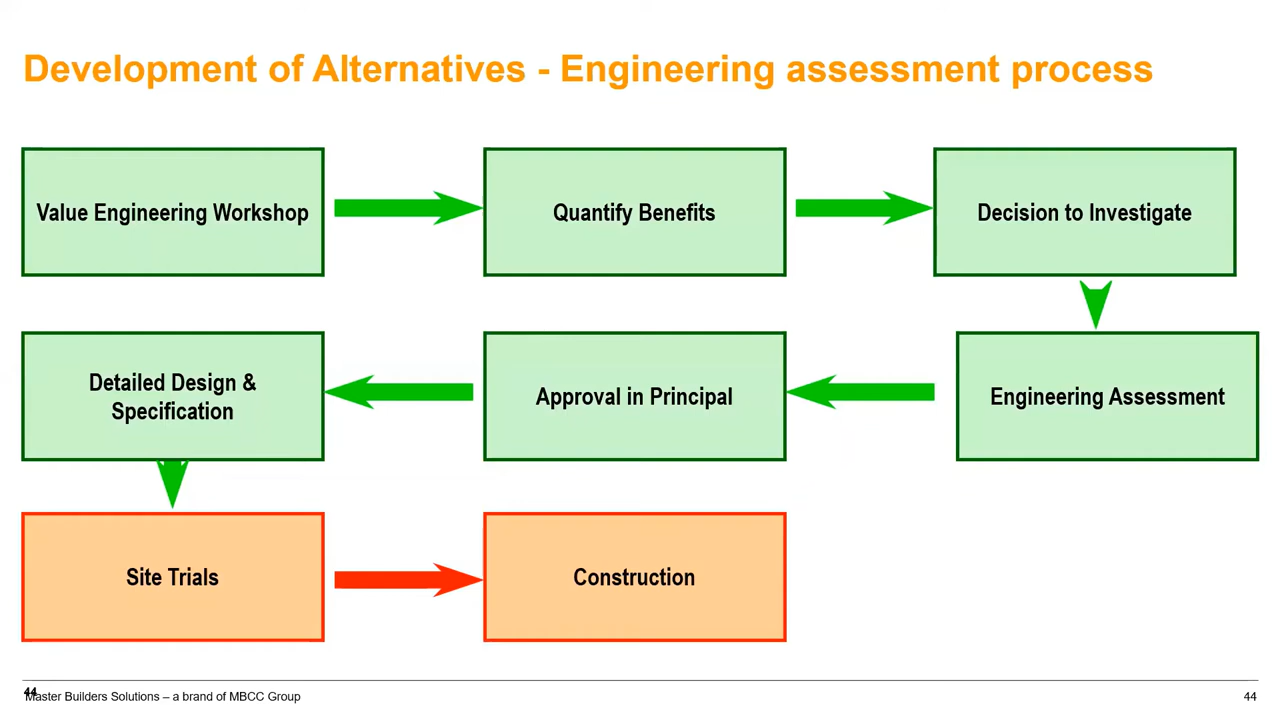 Development of Alternatives - Engineering assessment process
Value Engineering Workshop
Quantify Benefits
Decision to Investigate
Detailed Design &
Specification
Approval in Principal
Engineering Assessment
Site Trials
Construction
44
Master Builders Solutions – a brand of MBCC Group
44